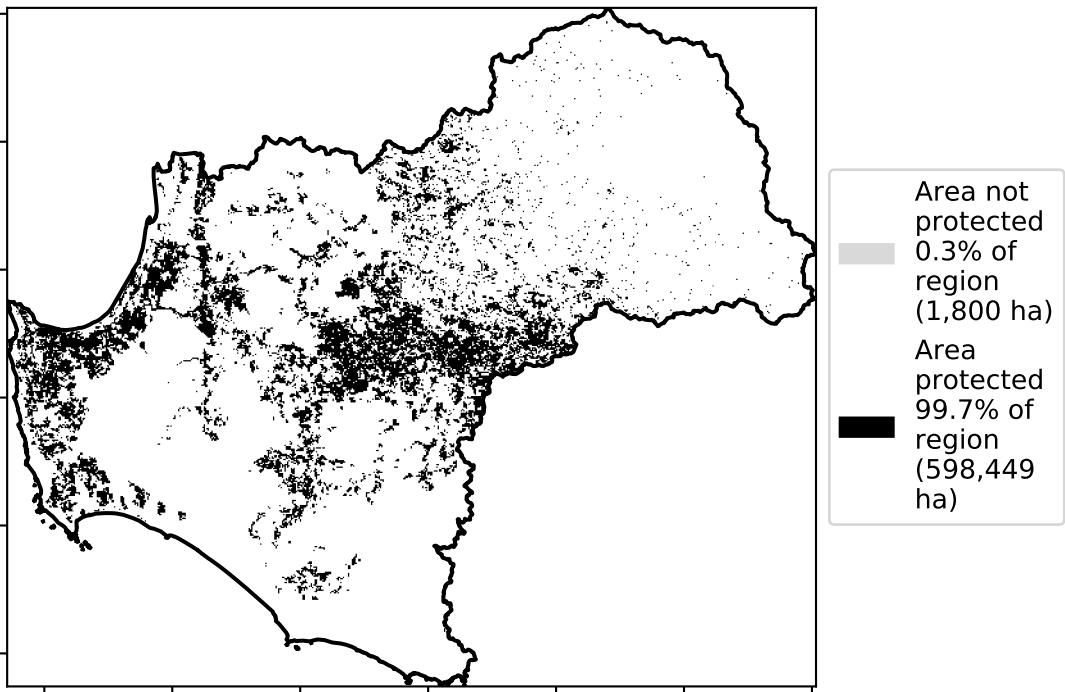 Area not
protected
0.3% of
region
(1,800 ha)
Area
protected
99.7% of
region
(598,449
ha)